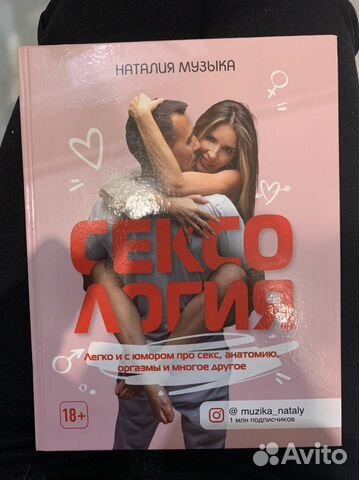 НАТАЛИЯ МУЗЫКА
СЕКСО
ЛОГИЯ
Легко и с юмором про секс, анатомию,
оргазмы и многое другое
18+
@ muzika_nataly
1 млн подписчиков
Avito